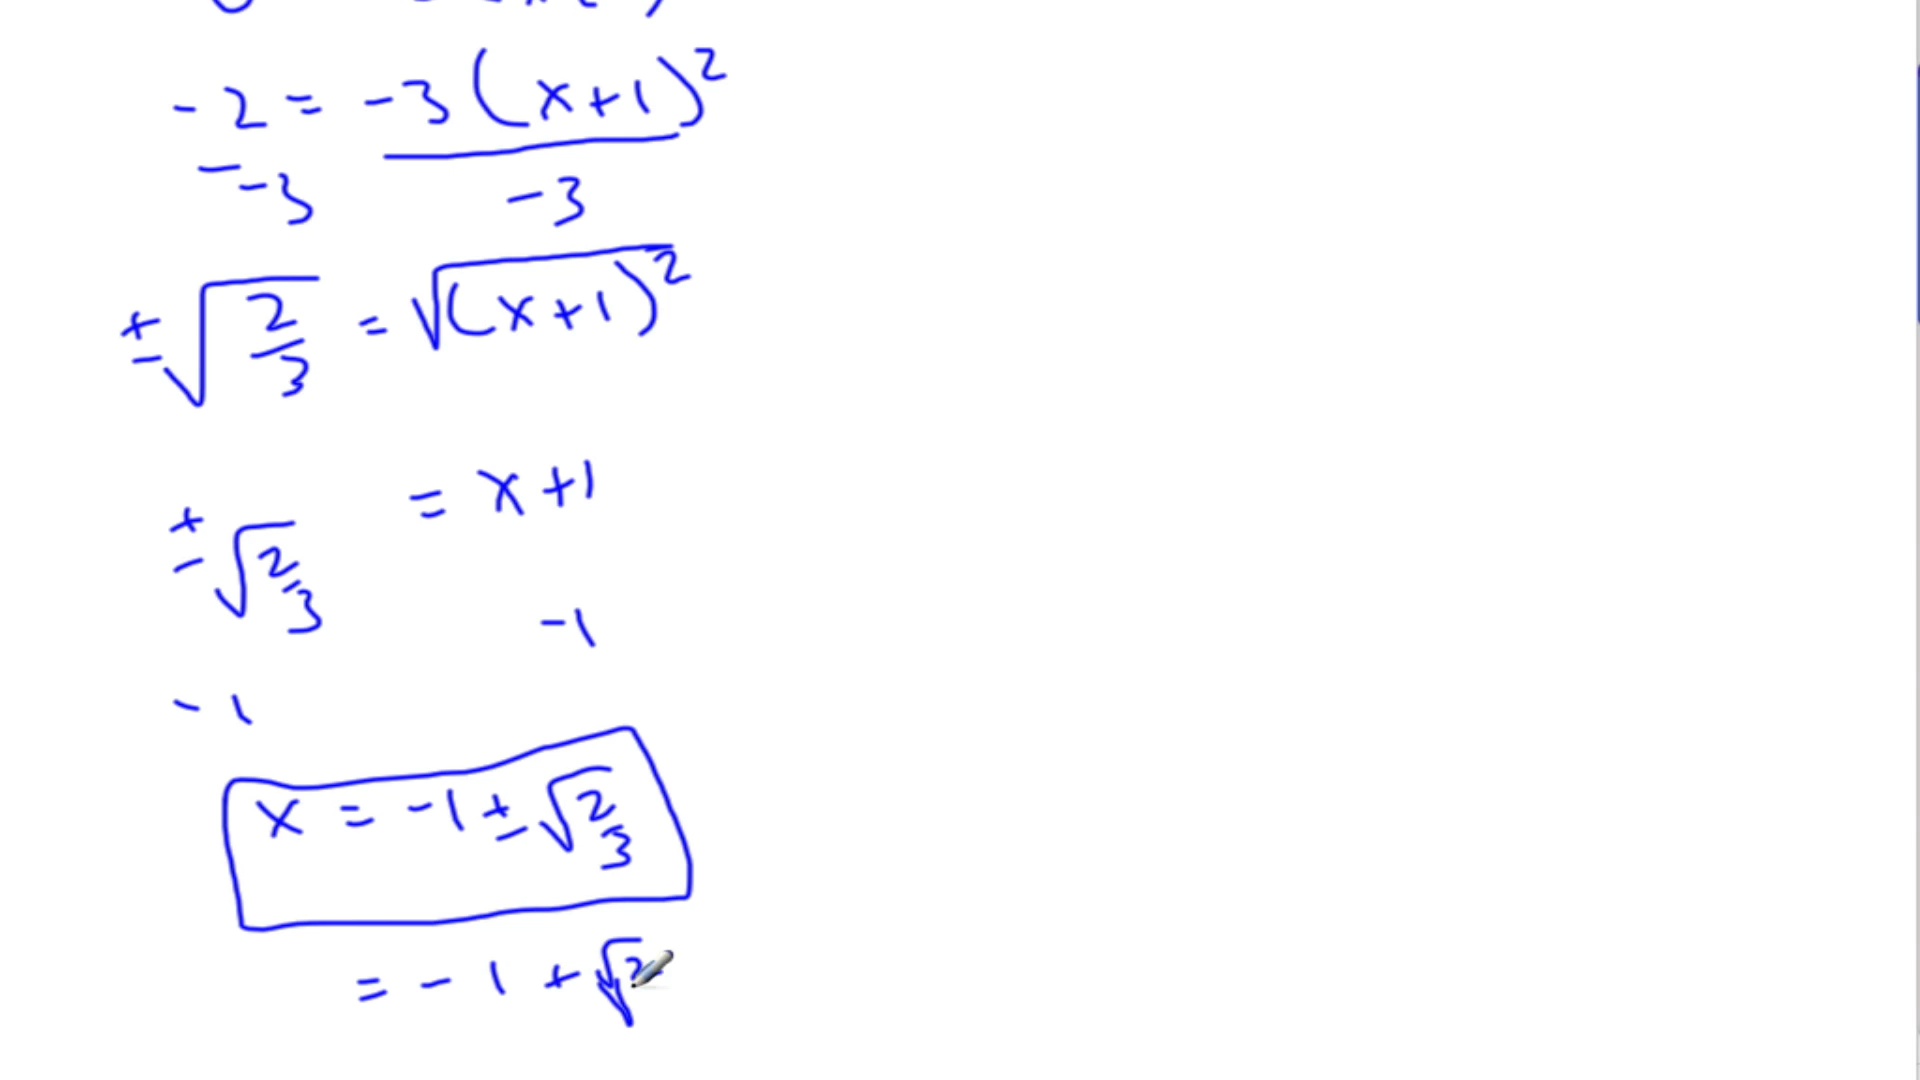 -2 = -3(x+1)²
-3 -3
±√(2/3) = √(x+1)²
±√(2/3) = x+1
-1
-1
x = -1 ± √(2/3)
= -1 + √2